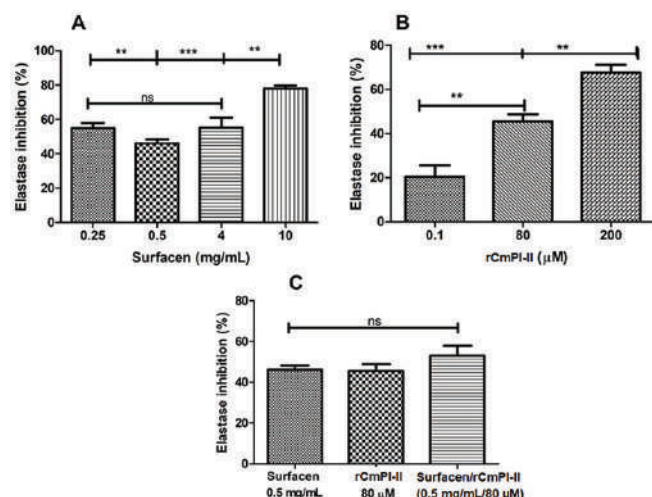 A
Elastase inhibition (%)
100
80
60
40
20
0
** *** **
ns
0.25 0.5 4 10
Surfacen (mg/mL)
B
Elastase inhibition (%)
80
60
40
20
0
*** **
**
0.1 80 200
rCmPI-II (μM)
C
Elastase inhibition (%)
80
60
40
20
0
ns
Surfacen rCmPI-II Surfacen/rCmPI-II
0.5 mg/mL 80 μM (0.5 mg/mL/80 μM)